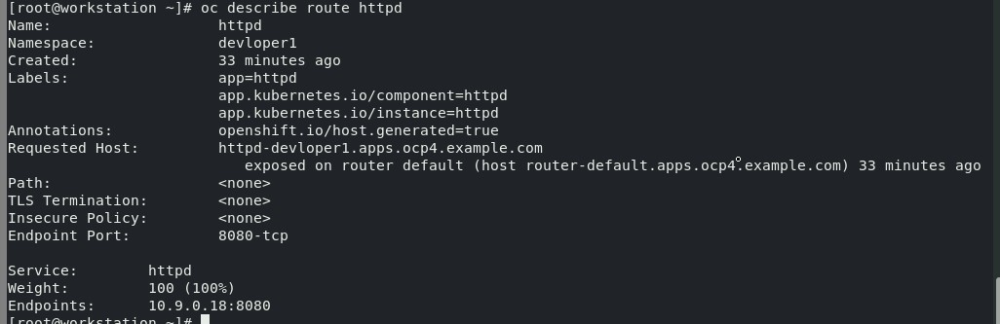 [root@workstation ~]# oc describe route httpd
Name:                   httpd
Namespace:              devloper1
Created:                33 minutes ago
Labels:                 app=httpd
                        app.kubernetes.io/component=httpd
                        app.kubernetes.io/instance=httpd
Annotations:            openshift.io/host.generated=true
Requested Host:         httpd-devloper1.apps.ocp4.example.com
                           exposed on router default (host router-default.apps.ocp4.example.com) 33 minutes ago
Path:                   <none>
TLS Termination:        <none>
Insecure Policy:        <none>
Endpoint Port:          8080-tcp

Service:        httpd
Weight:         100 (100%)
Endpoints:      10.9.0.18:8080
[root@workstation ~]#